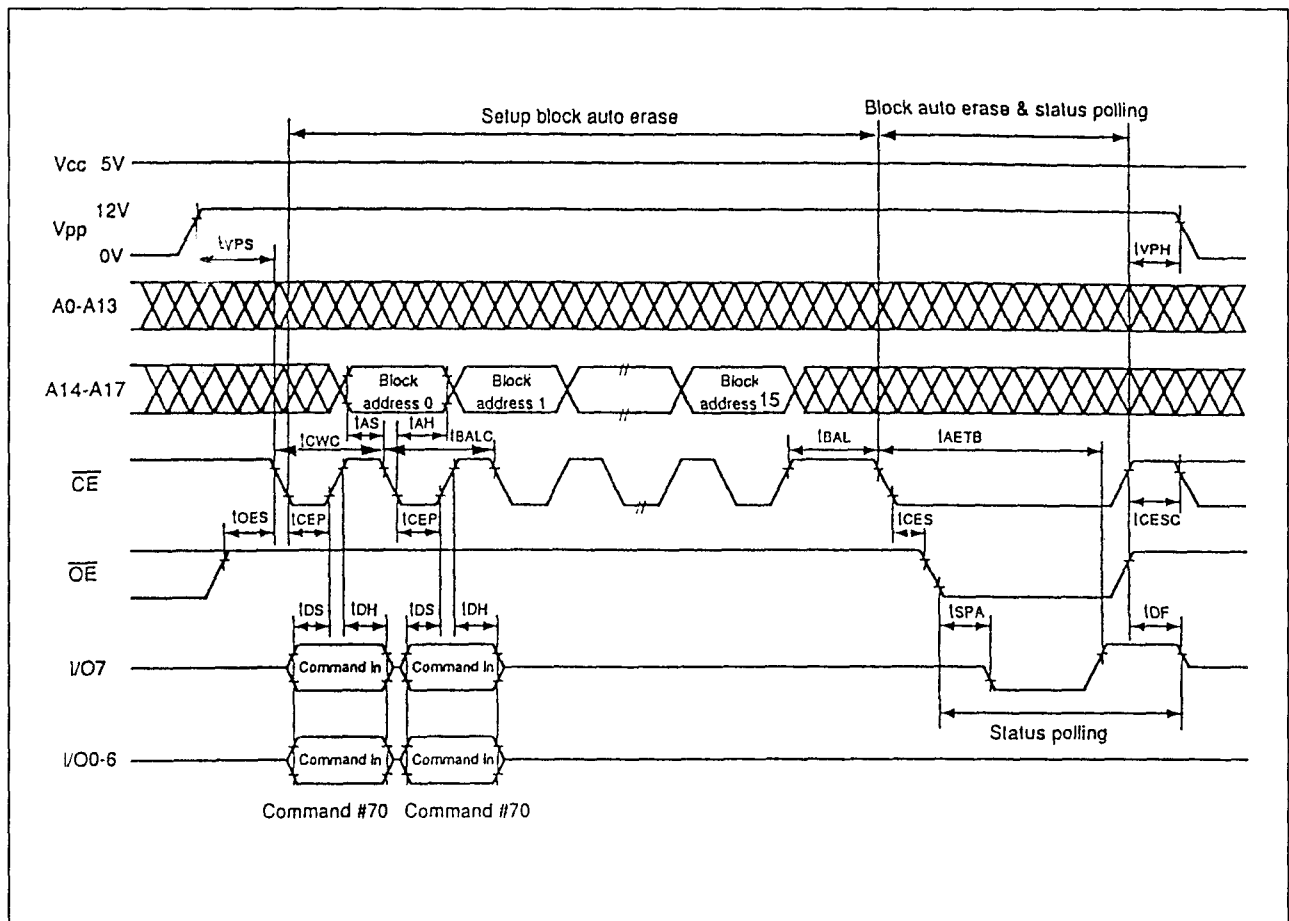 Setup block auto erase
Block auto erase & status polling
Vcc 5V
12V
Vpp
0V
tVPS
tVPH
A0-A13
A14-A17
Block address 0
Block address 1
Block address 15
tAS
tAH
tCWC
tBALC
tBAL
tAETB
CE
tOES
tCEP
tCEP
tCES
tCESC
OE
tDS
tDH
tDS
tDH
tSPA
tDF
I/O7
Command In
Command In
Status polling
I/O0-6
Command In
Command In
Command #70
Command #70